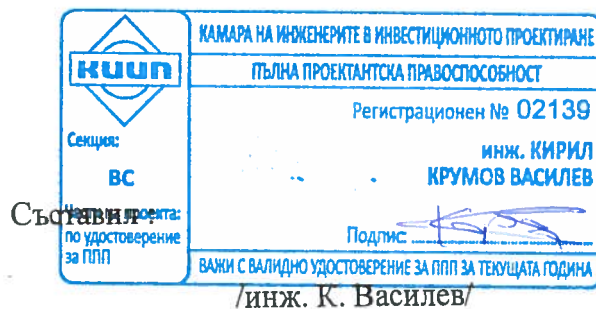 КАМАРА НА ИНЖЕНЕРИТЕ В ИНВЕСТИЦИОННОТО ПРОЕКТИРАНЕ
КИИП
ПЪЛНА ПРОЕКТАНТСКА ПРАВОСПОСОБНОСТ
Регистрационен № 02139
Секция:
ВС
инж. КИРИЛ
КРУМОВ ВАСИЛЕВ
Съставил :
проекта:
по удостоверение
за ППП
Подпис:
ВАЖИ С ВАЛИДНО УДОСТОВЕРЕНИЕ ЗА ППП ЗА ТЕКУЩАТА ГОДИНА
/инж. К. Василев/